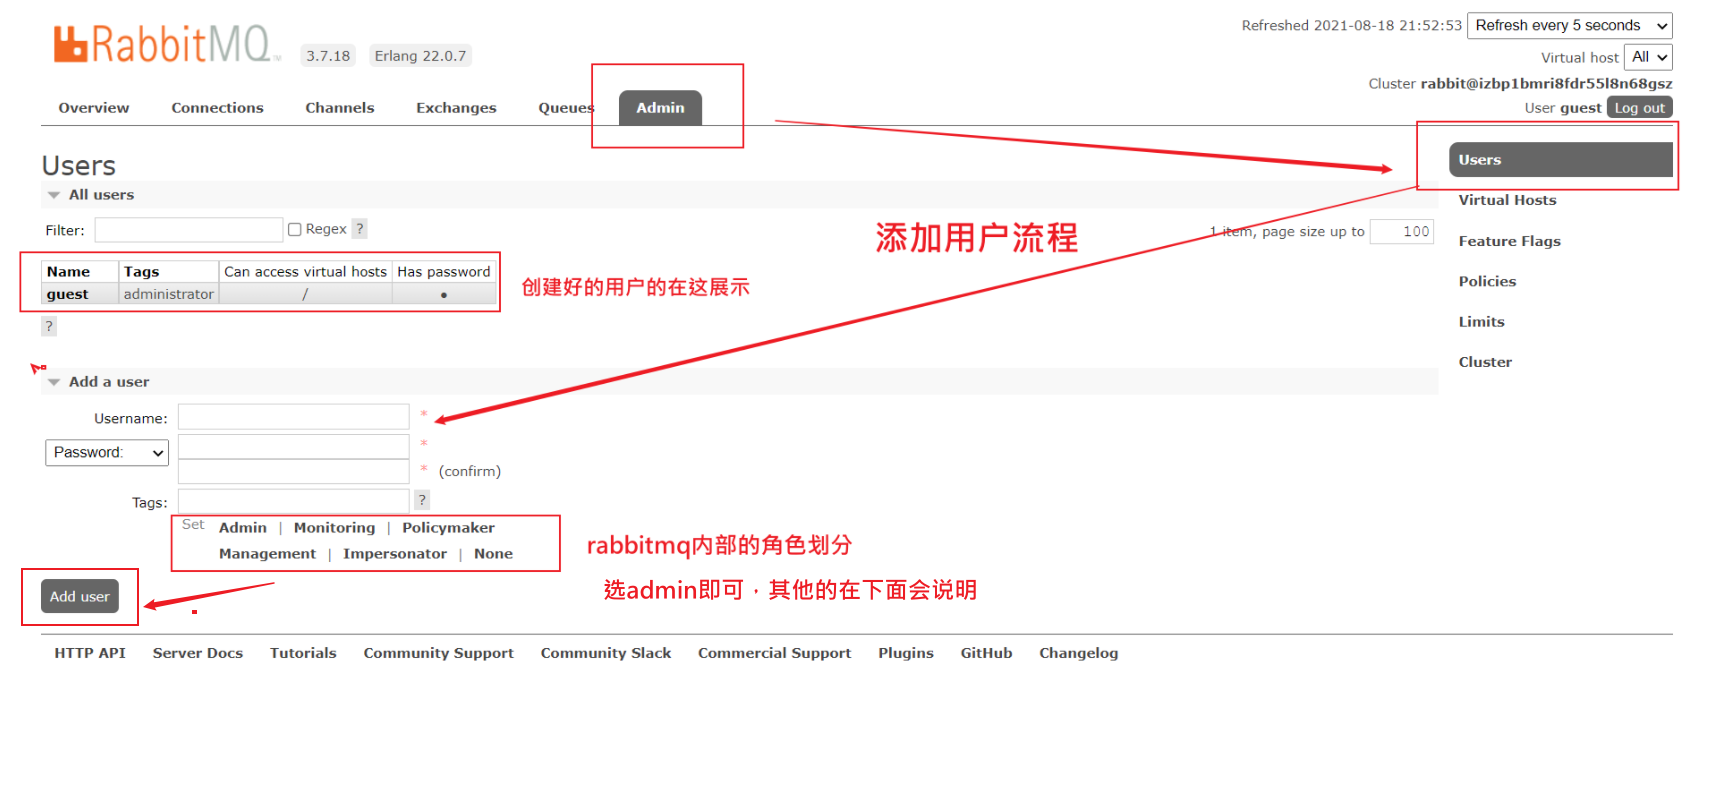 Refreshed 2021-08-18 21:52:53 Refresh every 5 seconds
RabbitMQ TM 3.7.18 Erlang 22.0.7
Virtual host All
Cluster rabbit@izbp1bmri8fdr55l8n68gsz
User guest Log out
Overview Connections Channels Exchanges Queues Admin
Users
Users
All users
Virtual Hosts
Filter: Regex ?
添加用户流程
1 item, page size up to 100
Feature Flags
Name Tags Can access virtual hosts Has password
guest administrator / ●
创建好的用户的在这展示
Policies
?
Limits
Cluster
Add a user
Username: *
Password: *
* (confirm)
Tags: ?
Set Admin | Monitoring | Policymaker
Management | Impersonator | None
rabbitmq内部的角色划分
选admin即可，其他的在下面会说明
Add user
HTTP API Server Docs Tutorials Community Support Community Slack Commercial Support Plugins GitHub Changelog